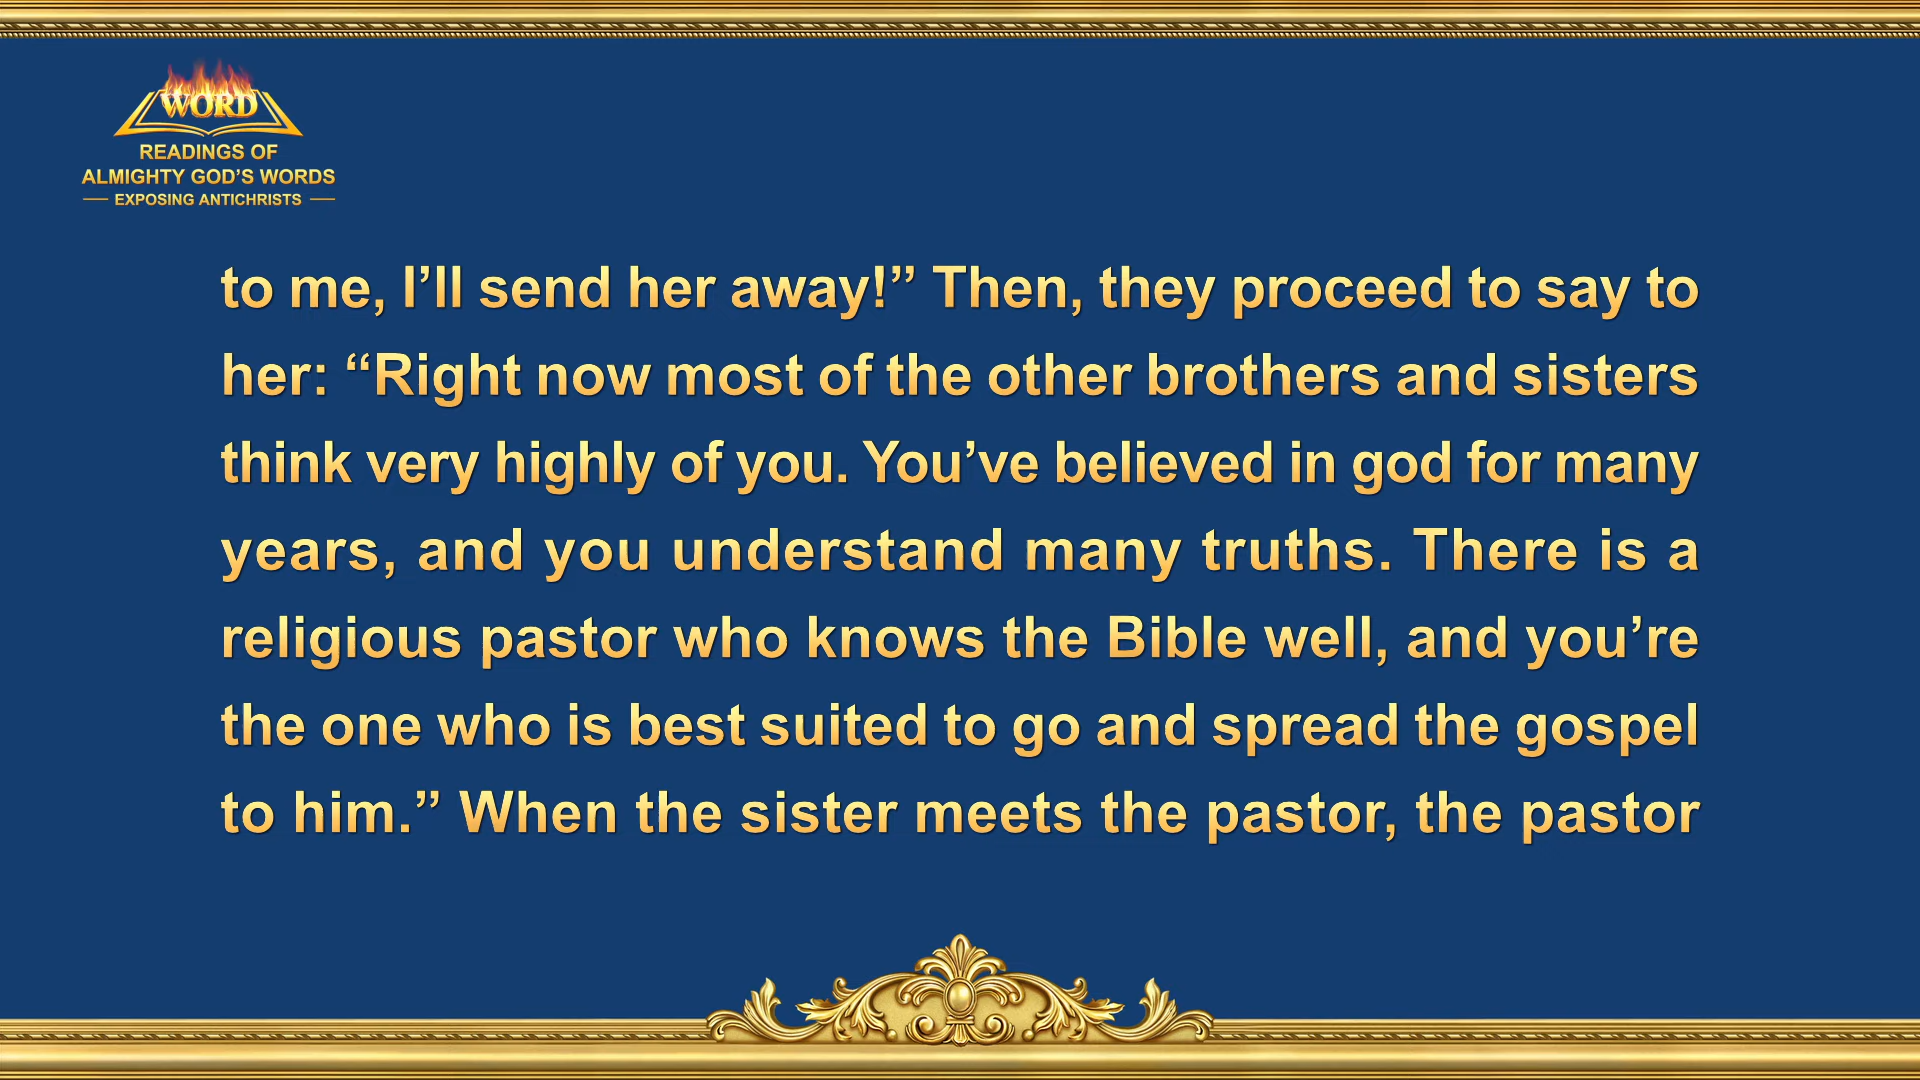 WORD
READINGS OF
ALMIGHTY GOD’S WORDS
EXPOSING ANTICHRISTS
to me, I’ll send her away!” Then, they proceed to say to
her: “Right now most of the other brothers and sisters
think very highly of you. You’ve believed in god for many
years, and you understand many truths. There is a
religious pastor who knows the Bible well, and you’re
the one who is best suited to go and spread the gospel
to him.” When the sister meets the pastor, the pastor